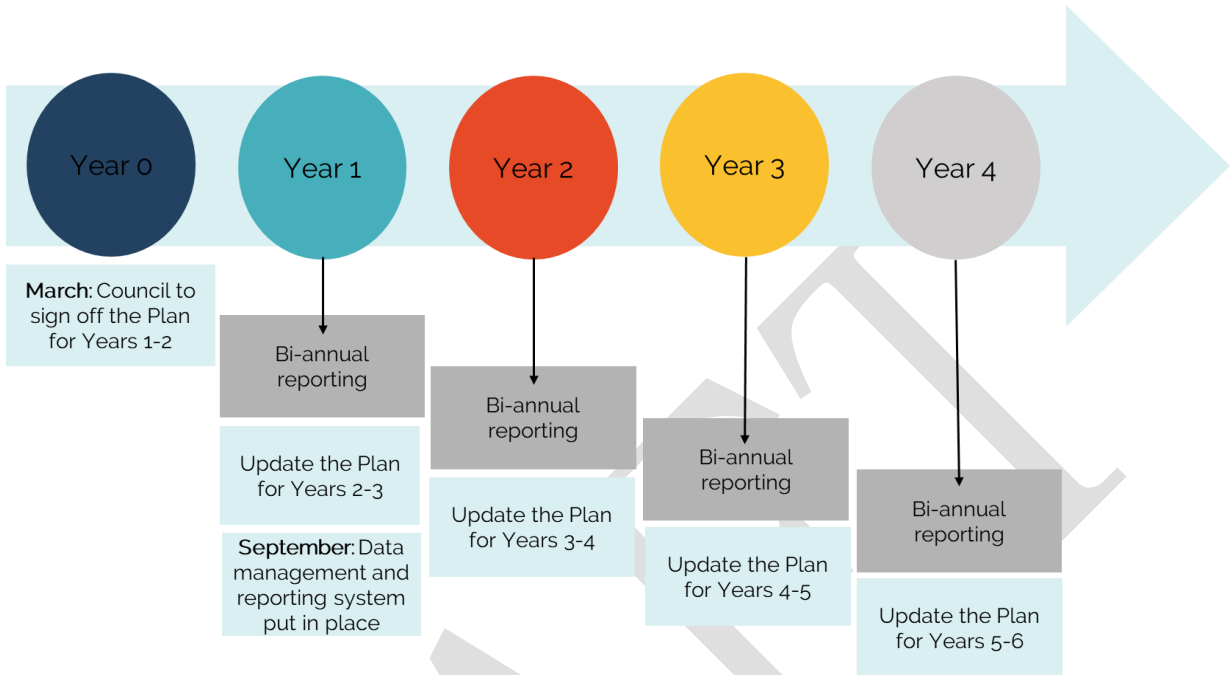 Year 0
Year 1
Year 2
Year 3
Year 4
March: Council to
sign off the Plan
for Years 1-2
Bi-annual
reporting
Update the Plan
for Years 2-3
September: Data
management and
reporting system
put in place
Bi-annual
reporting
Update the Plan
for Years 3-4
Bi-annual
reporting
Update the Plan
for Years 4-5
Bi-annual
reporting
Update the Plan
for Years 5-6